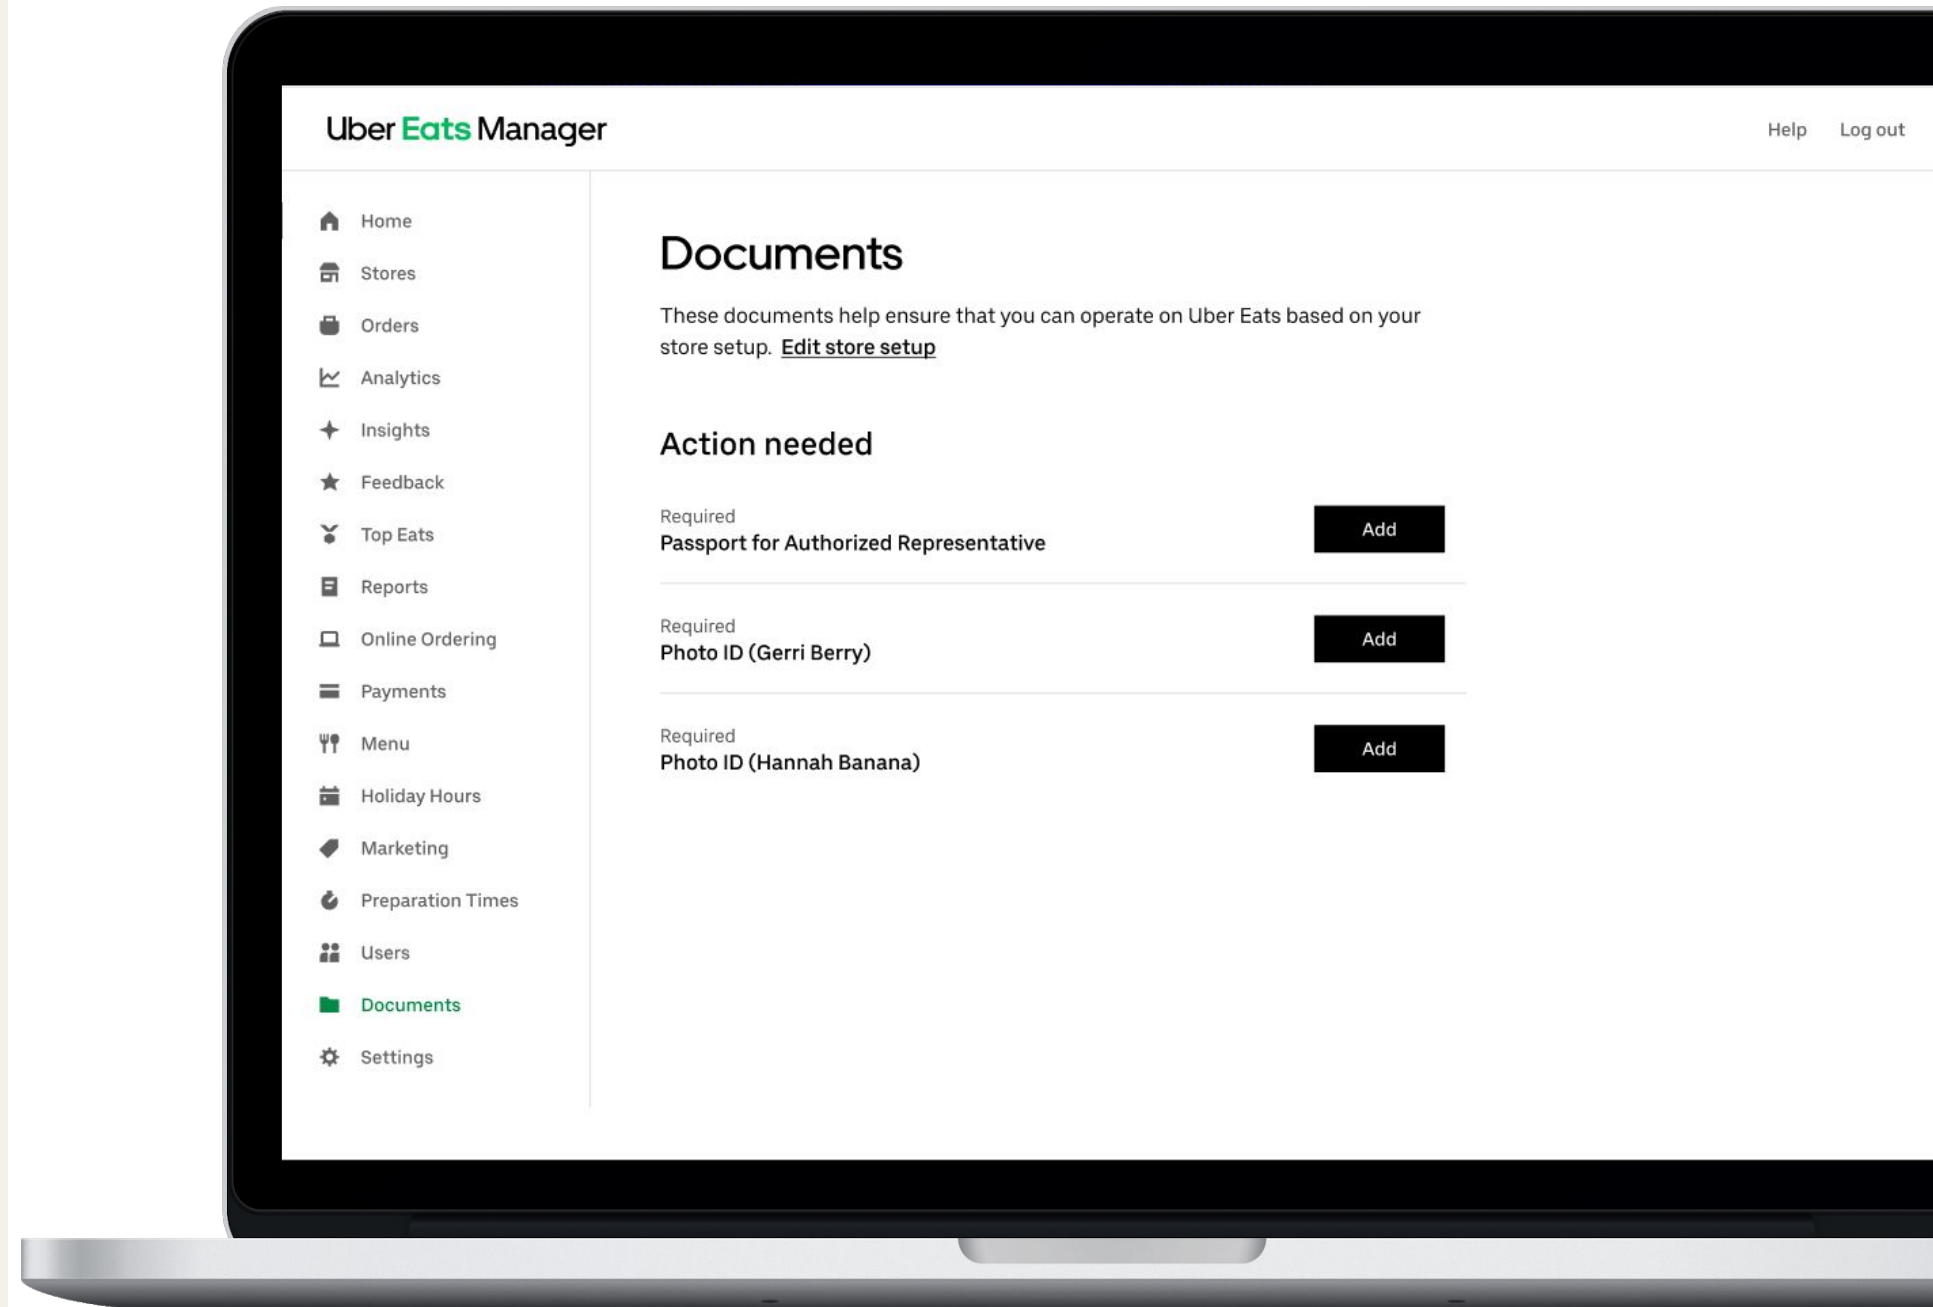 Uber Eats Manager
Help
Log out
Home
Stores
Orders
Analytics
Insights
Feedback
Top Eats
Reports
Online Ordering
Payments
Menu
Holiday Hours
Marketing
Preparation Times
Users
Documents
Settings
Documents
These documents help ensure that you can operate on Uber Eats based on your
store setup. Edit store setup
Action needed
Required
Passport for Authorized Representative
Add
Required
Photo ID (Gerri Berry)
Add
Required
Photo ID (Hannah Banana)
Add